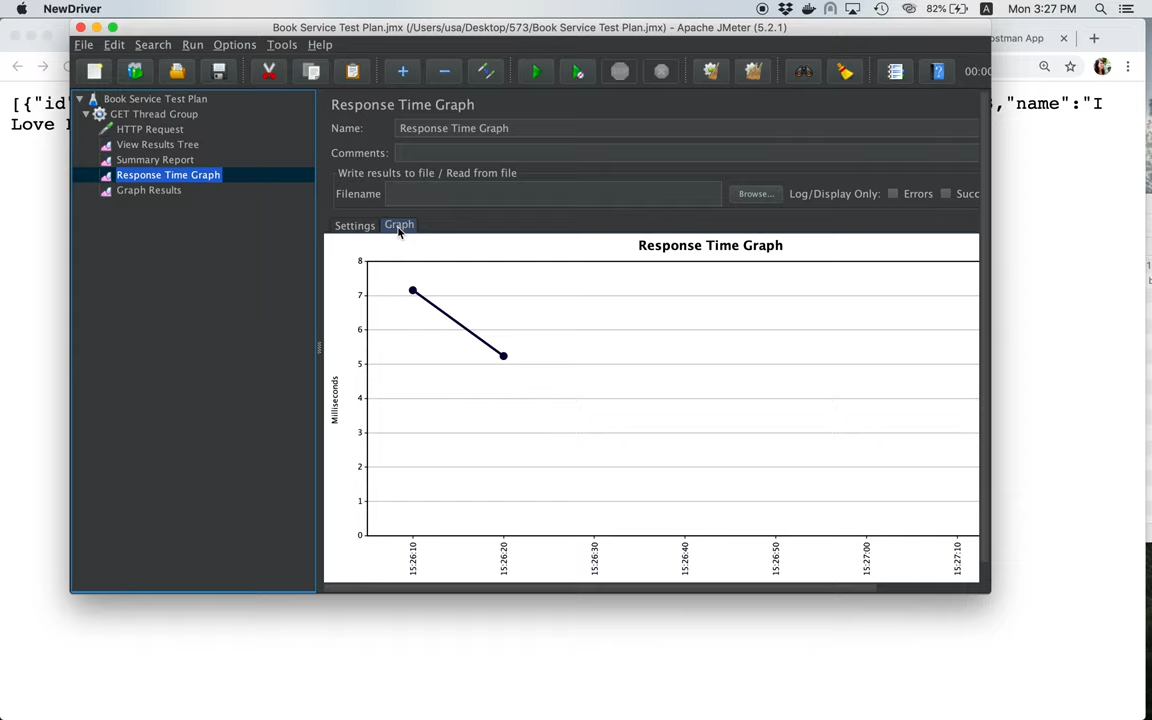 NewDriver
82%
A
Mon 3:27 PM
Book Service Test Plan.jmx (/Users/usa/Desktop/573/Book Service Test Plan.jmx) - Apache JMeter (5.2.1)
ostman App
File Edit Search Run Options Tools Help
00:00
[{"id"
3,"name":"I
Love
Book Service Test Plan
GET Thread Group
HTTP Request
View Results Tree
Summary Report
Response Time Graph
Graph Results
Response Time Graph
Name: Response Time Graph
Comments:
Write results to file / Read from file
Filename Browse... Log/Display Only: Errors Succ
Settings Graph
Response Time Graph
Milliseconds
8
7
6
5
4
3
2
1
0
15:26:10 15:26:20 15:26:30 15:26:40 15:26:50 15:27:00 15:27:10